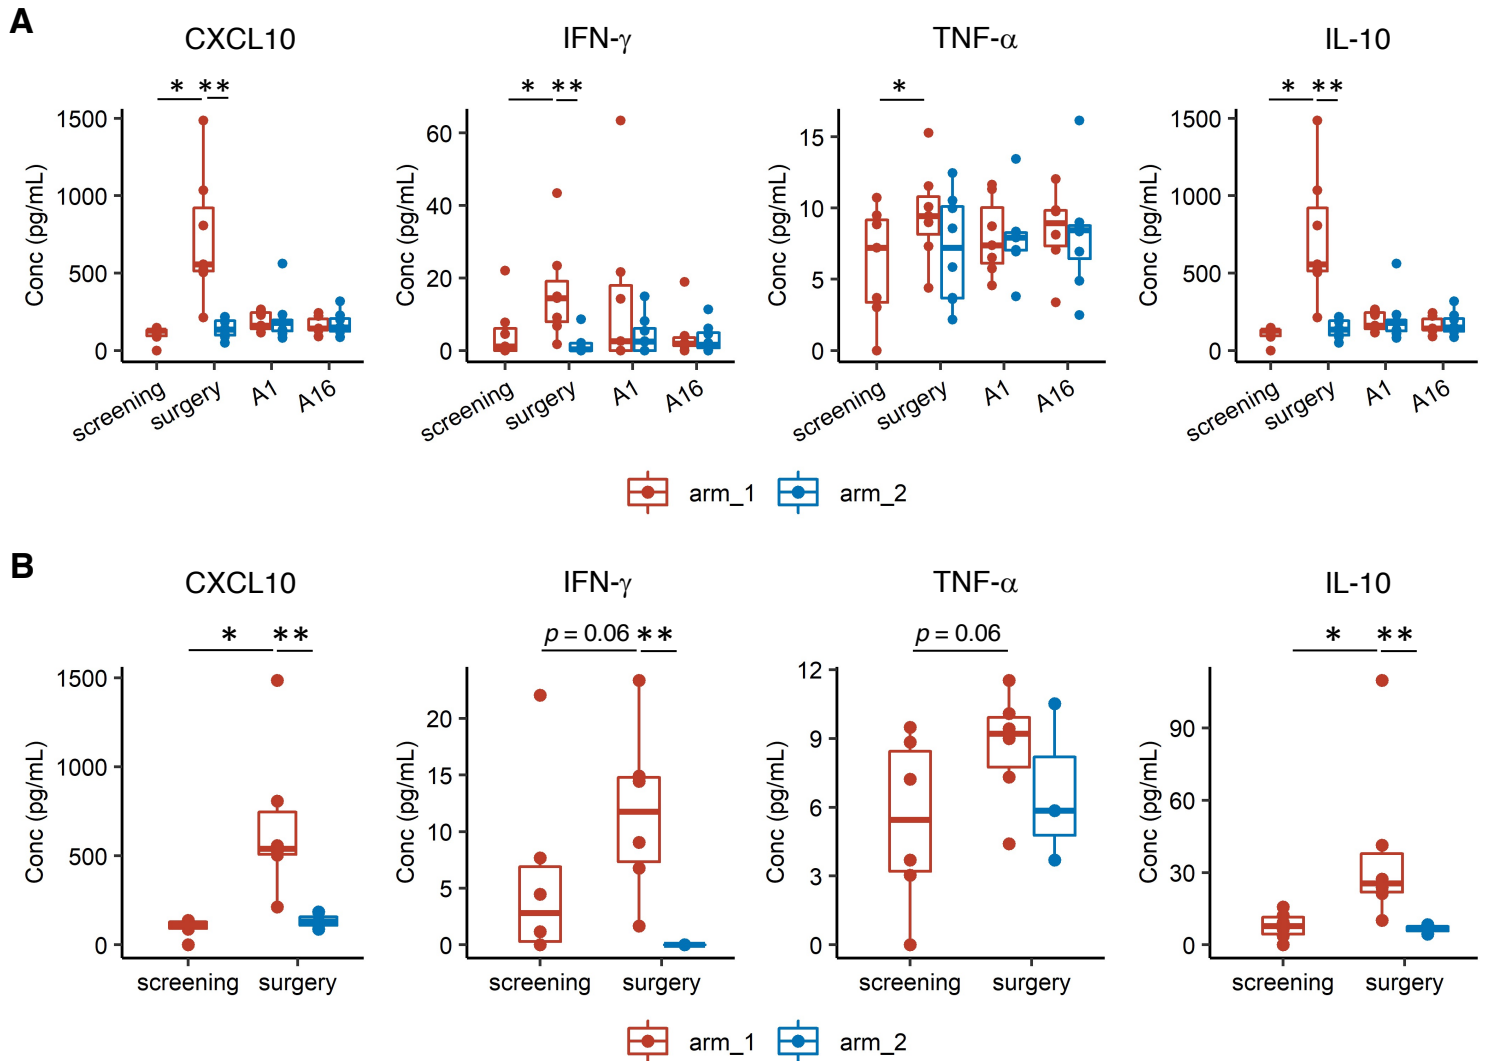 A
CXCL10 IFN-γ TNF-α IL-10
* ** * ** * * **
Conc (pg/mL) 1500 1000 500 0
Conc (pg/mL) 60 40 20 0
Conc (pg/mL) 15 10 5 0
Conc (pg/mL) 1500 1000 500 0
screening surgery A1 A16 screening surgery A1 A16 screening surgery A1 A16 screening surgery A1 A16
arm_1 arm_2
B
CXCL10 IFN-γ TNF-α IL-10
* ** p = 0.06 ** p = 0.06 * **
Conc (pg/mL) 1500 1000 500 0
Conc (pg/mL) 20 15 10 5 0
Conc (pg/mL) 12 9 6 3 0
Conc (pg/mL) 90 60 30 0
screening surgery screening surgery screening surgery screening surgery
arm_1 arm_2